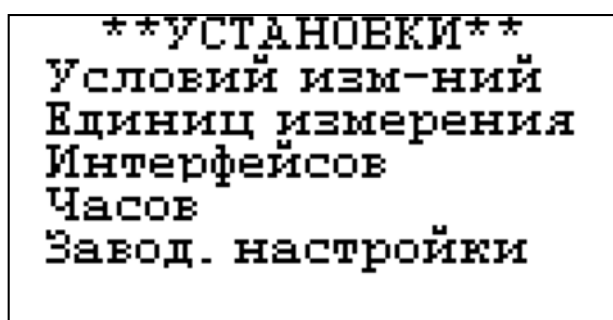 **УСТАНОВКИ**
Условий изм-ний
Единиц измерения
Интерфейсов
Часов
Завод. настройки